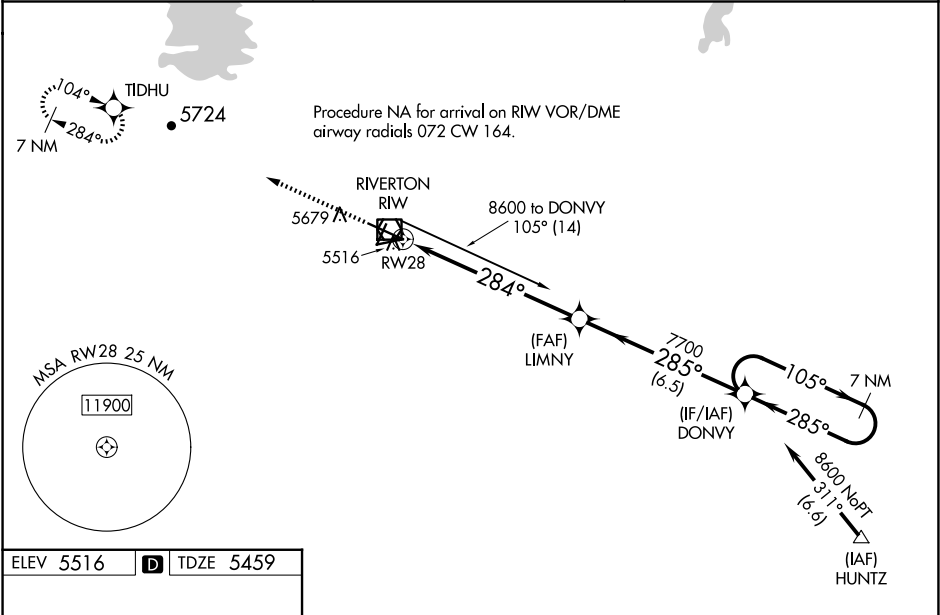 TIDHU
104°
284°
7 NM
5724
Procedure NA for arrival on RIW VOR/DME
airway radials 072 CW 164.
RIVERTON
RIW
5679
5516
RW28
8600 to DONVY
105° (14)
284°
(FAF)
LIMNY
7700
285°
(6.5)
(IF/IAF)
DONVY
105°
7 NM
285°
8600 NoPT
311°
(6.6)
(IAF)
HUNTZ
MSA RW28 25 NM
11900
ELEV 5516 D TDZE 5459